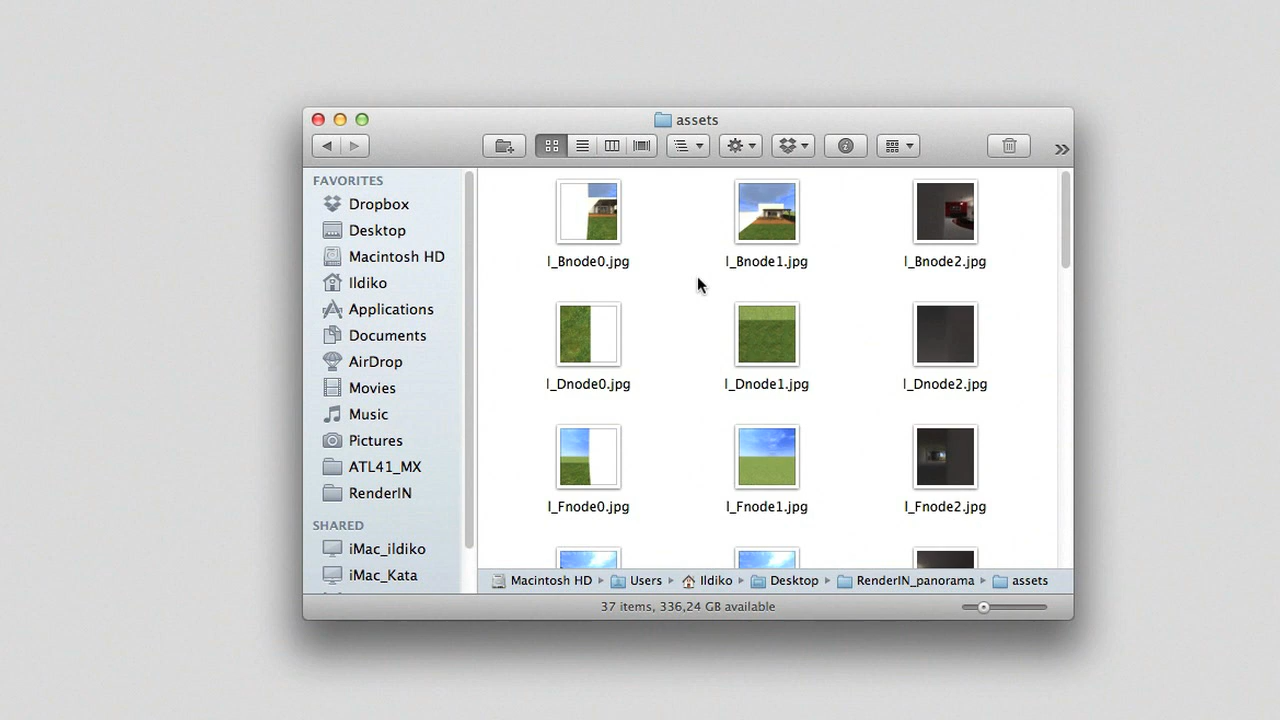 assets
FAVORITES
Dropbox
Desktop
Macintosh HD
Ildiko
Applications
Documents
AirDrop
Movies
Music
Pictures
ATL41_MX
RenderIN
SHARED
iMac_ildiko
iMac_Kata
l_Bnode0.jpg l_Bnode1.jpg l_Bnode2.jpg
l_Dnode0.jpg l_Dnode1.jpg l_Dnode2.jpg
l_Fnode0.jpg l_Fnode1.jpg l_Fnode2.jpg
Macintosh HD Users Ildiko Desktop RenderIN_panorama assets
37 items, 336,24 GB available